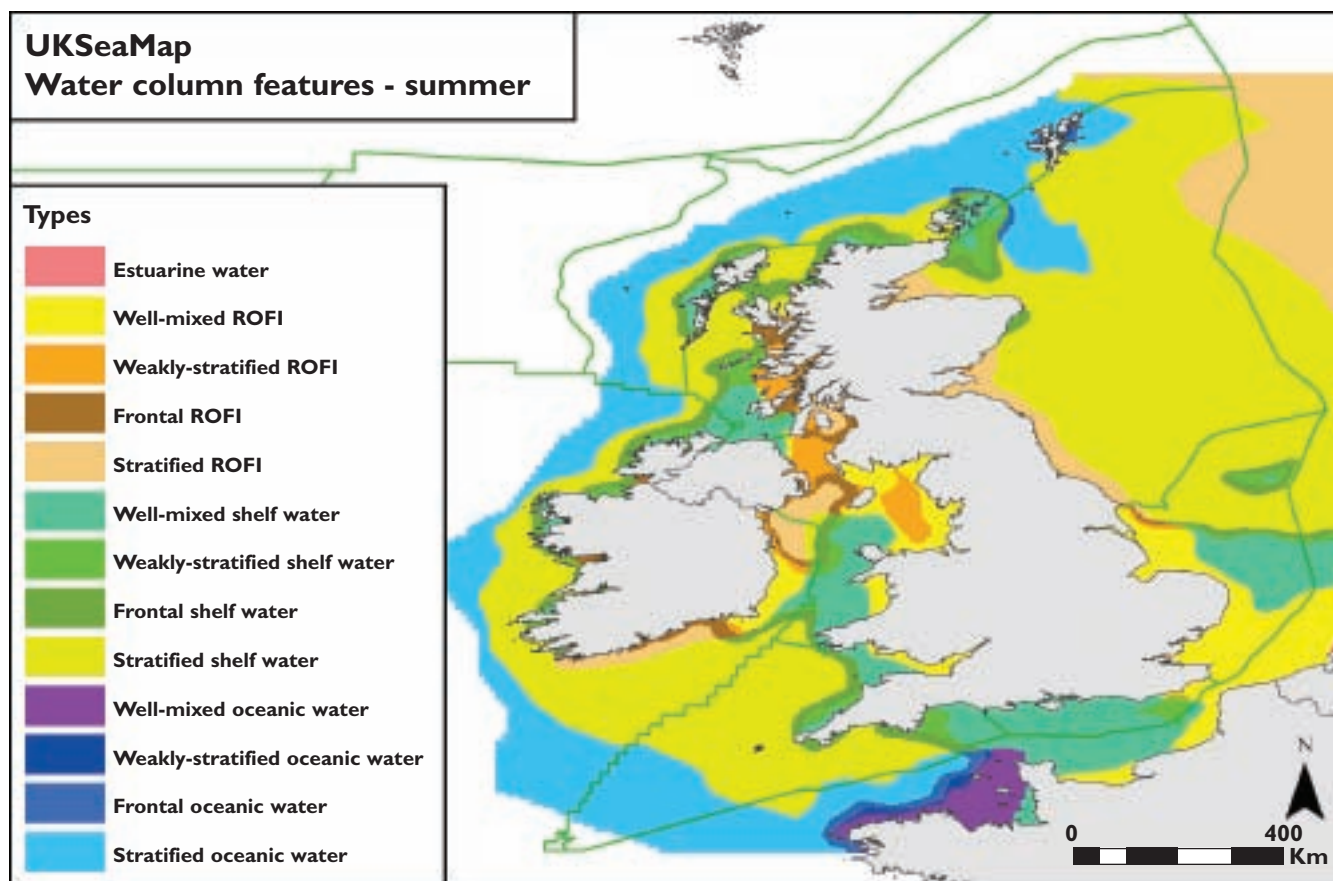 UKSeaMap
Water column features - summer
Types
Estuarine water
Well-mixed ROFI
Weakly-stratified ROFI
Frontal ROFI
Stratified ROFI
Well-mixed shelf water
Weakly-stratified shelf water
Frontal shelf water
Stratified shelf water
Well-mixed oceanic water
Weakly-stratified oceanic water
Frontal oceanic water
Stratified oceanic water
N
0 400
Km